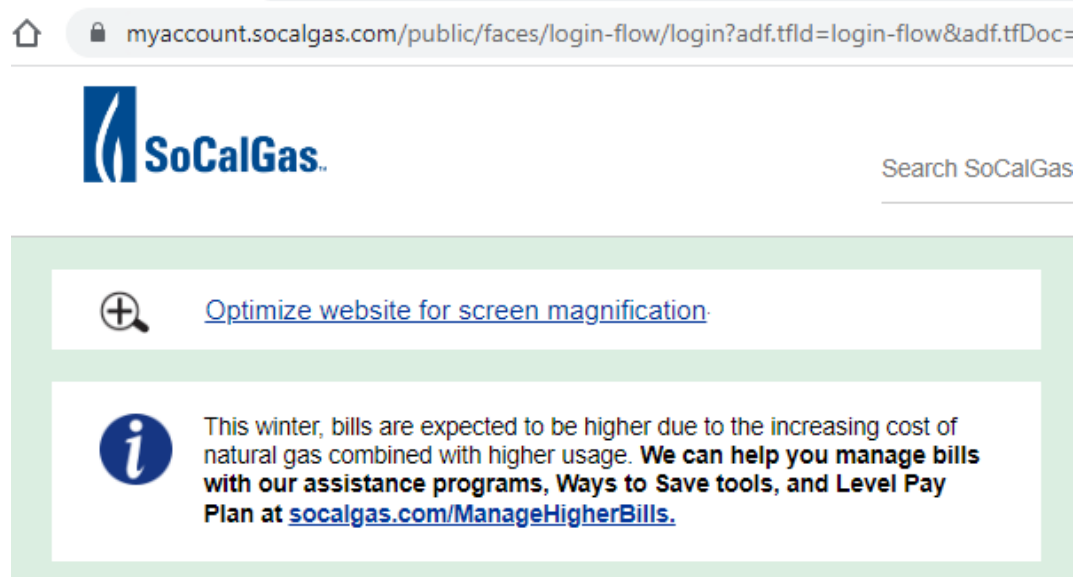 myaccount.socalgas.com/public/faces/login-flow/login?adf.tfId=login-flow&adf.tfDoc=
SoCalGas™
Search SoCalGas
Optimize website for screen magnification
This winter, bills are expected to be higher due to the increasing cost of
natural gas combined with higher usage. We can help you manage bills
with our assistance programs, Ways to Save tools, and Level Pay
Plan at socalgas.com/ManageHigherBills.